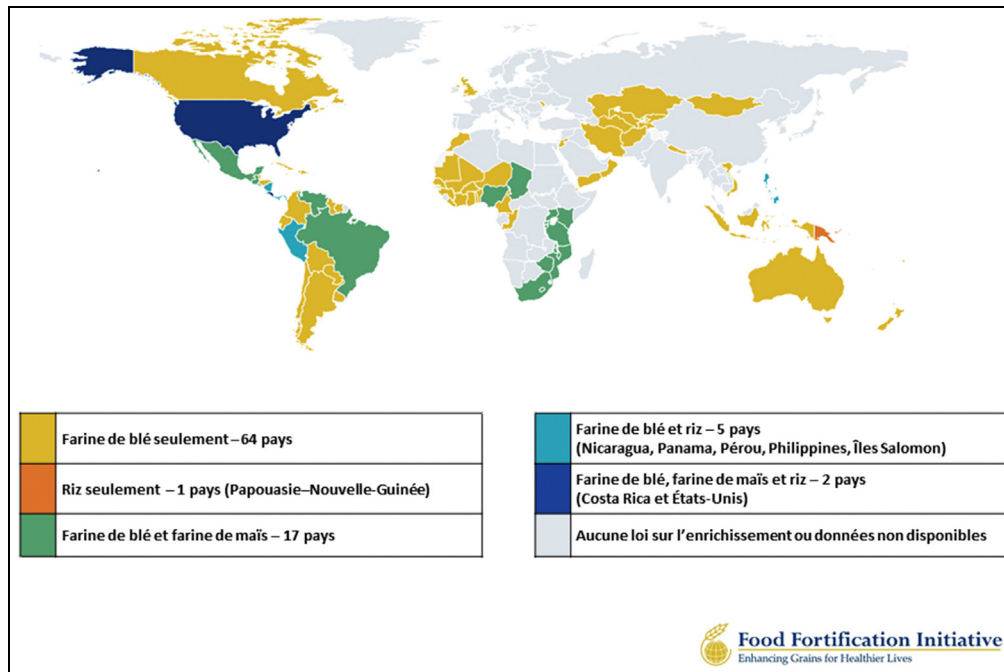 Farine de blé seulement – 64 pays
Riz seulement – 1 pays (Papouasie–Nouvelle-Guinée)
Farine de blé et farine de maïs – 17 pays
Farine de blé et riz – 5 pays
(Nicaragua, Panama, Pérou, Philippines, Îles Salomon)
Farine de blé, farine de maïs et riz – 2 pays
(Costa Rica et États-Unis)
Aucune loi sur l’enrichissement ou données non disponibles
Food Fortification Initiative
Enhancing Grains for Healthier Lives